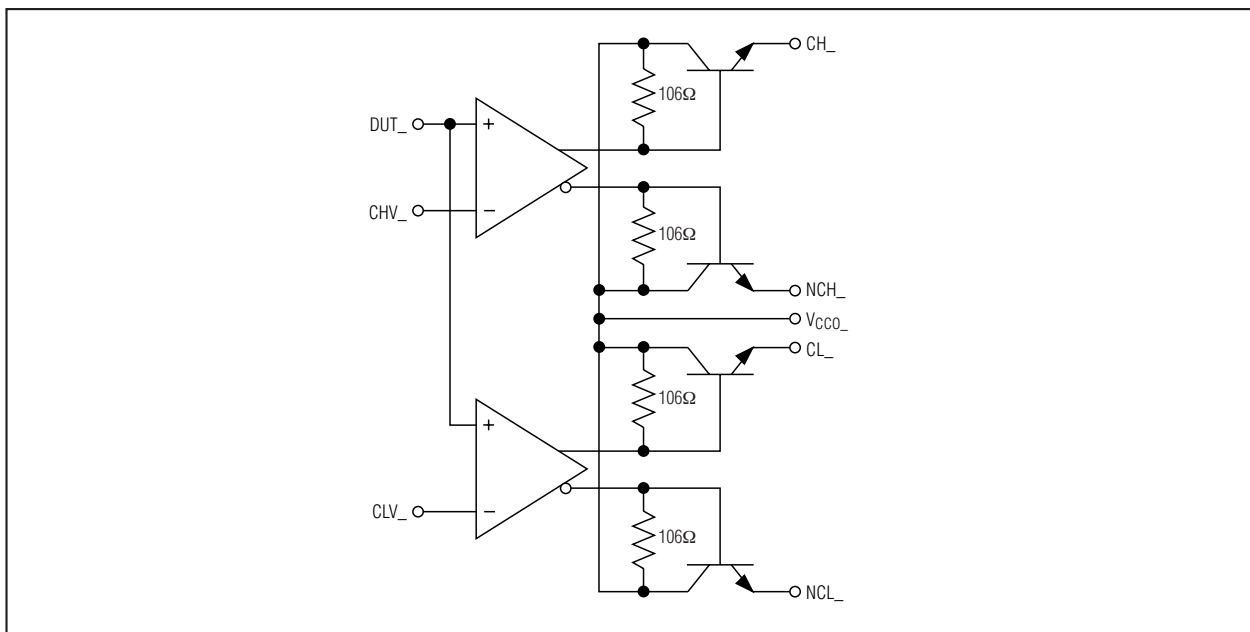 CH_
106Ω
DUT_
+
106Ω
CHV_
−
NCH_
VCCO_
CL_
106Ω
+
CLV_
−
106Ω
NCL_